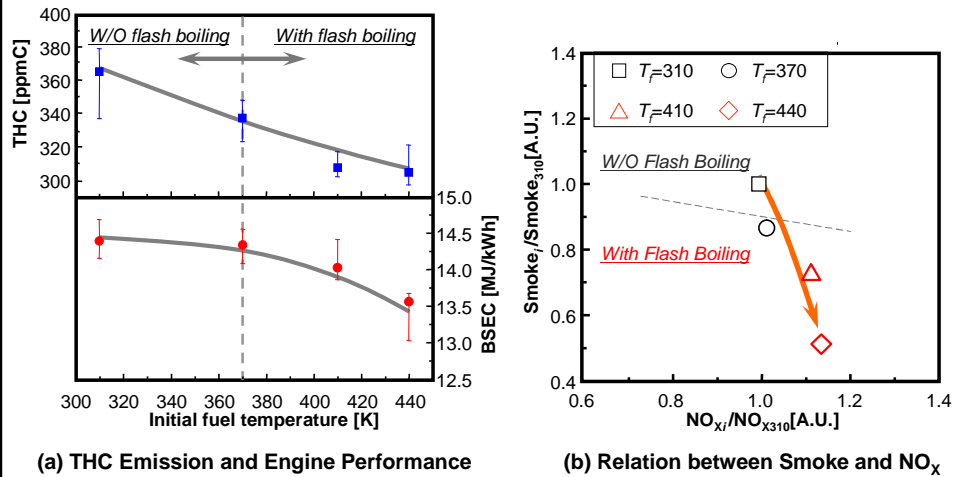 400
380
360
340
320
300
THC [ppmC]
W/O flash boiling
With flash boiling
15.0
14.5
14.0
13.5
13.0
12.5
BSEC [MJ/kWh]
300 320 340 360 380 400 420 440
Initial fuel temperature [K]
(a) THC Emission and Engine Performance
1.4
1.2
1.0
0.8
0.6
0.4
Smokeᵢ/Smoke₃₁₀[A.U.]
T_f=310 T_f=370
T_f=410 T_f=440
W/O Flash Boiling
With Flash Boiling
0.6 0.8 1.0 1.2 1.4
NO_Xi/NO_X310[A.U.]
(b) Relation between Smoke and NO_X